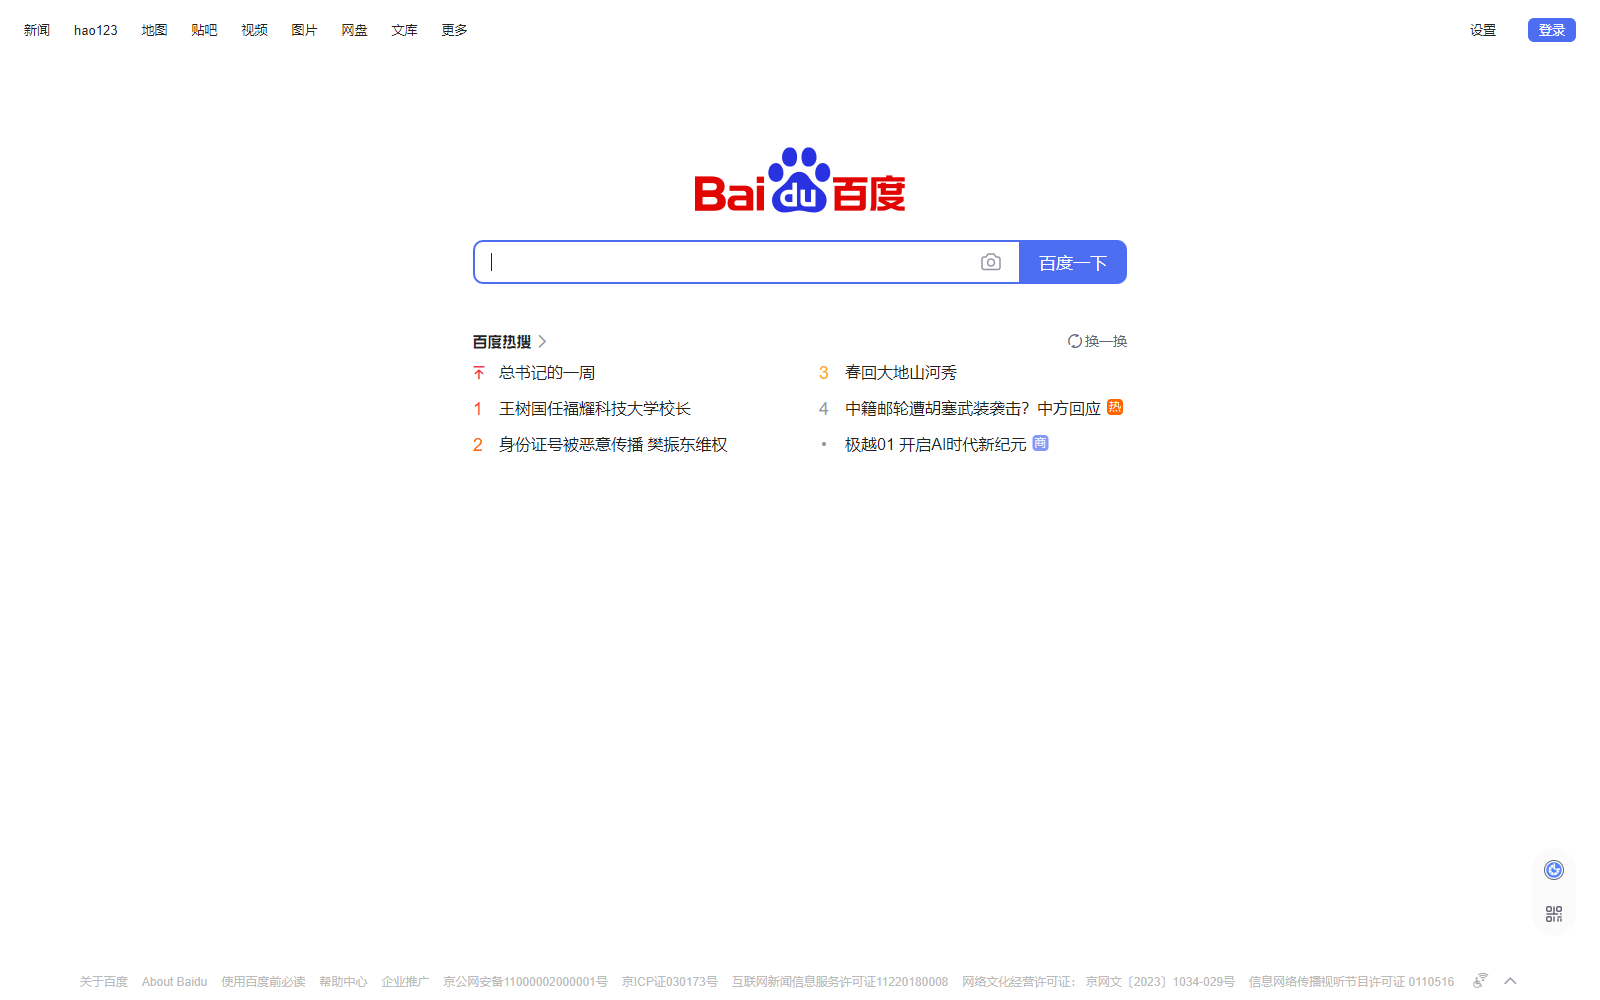 新闻 hao123 地图 贴吧 视频 图片 网盘 文库 更多 设置 登录
Bai du 百度
百度一下
百度热搜 换一换
总书记的一周
1 王树国任福耀科技大学校长
2 身份证号被恶意传播 樊振东维权
3 春回大地山河秀
4 中籍邮轮遭胡塞武装袭击？中方回应 热
极越01 开启AI时代新纪元 商
关于百度 About Baidu 使用百度前必读 帮助中心 企业推广 京公网安备11000002000001号 京ICP证030173号 互联网新闻信息服务许可证11220180008 网络文化经营许可证： 京网文〔2023〕1034-029号 信息网络传播视听节目许可证 0110516